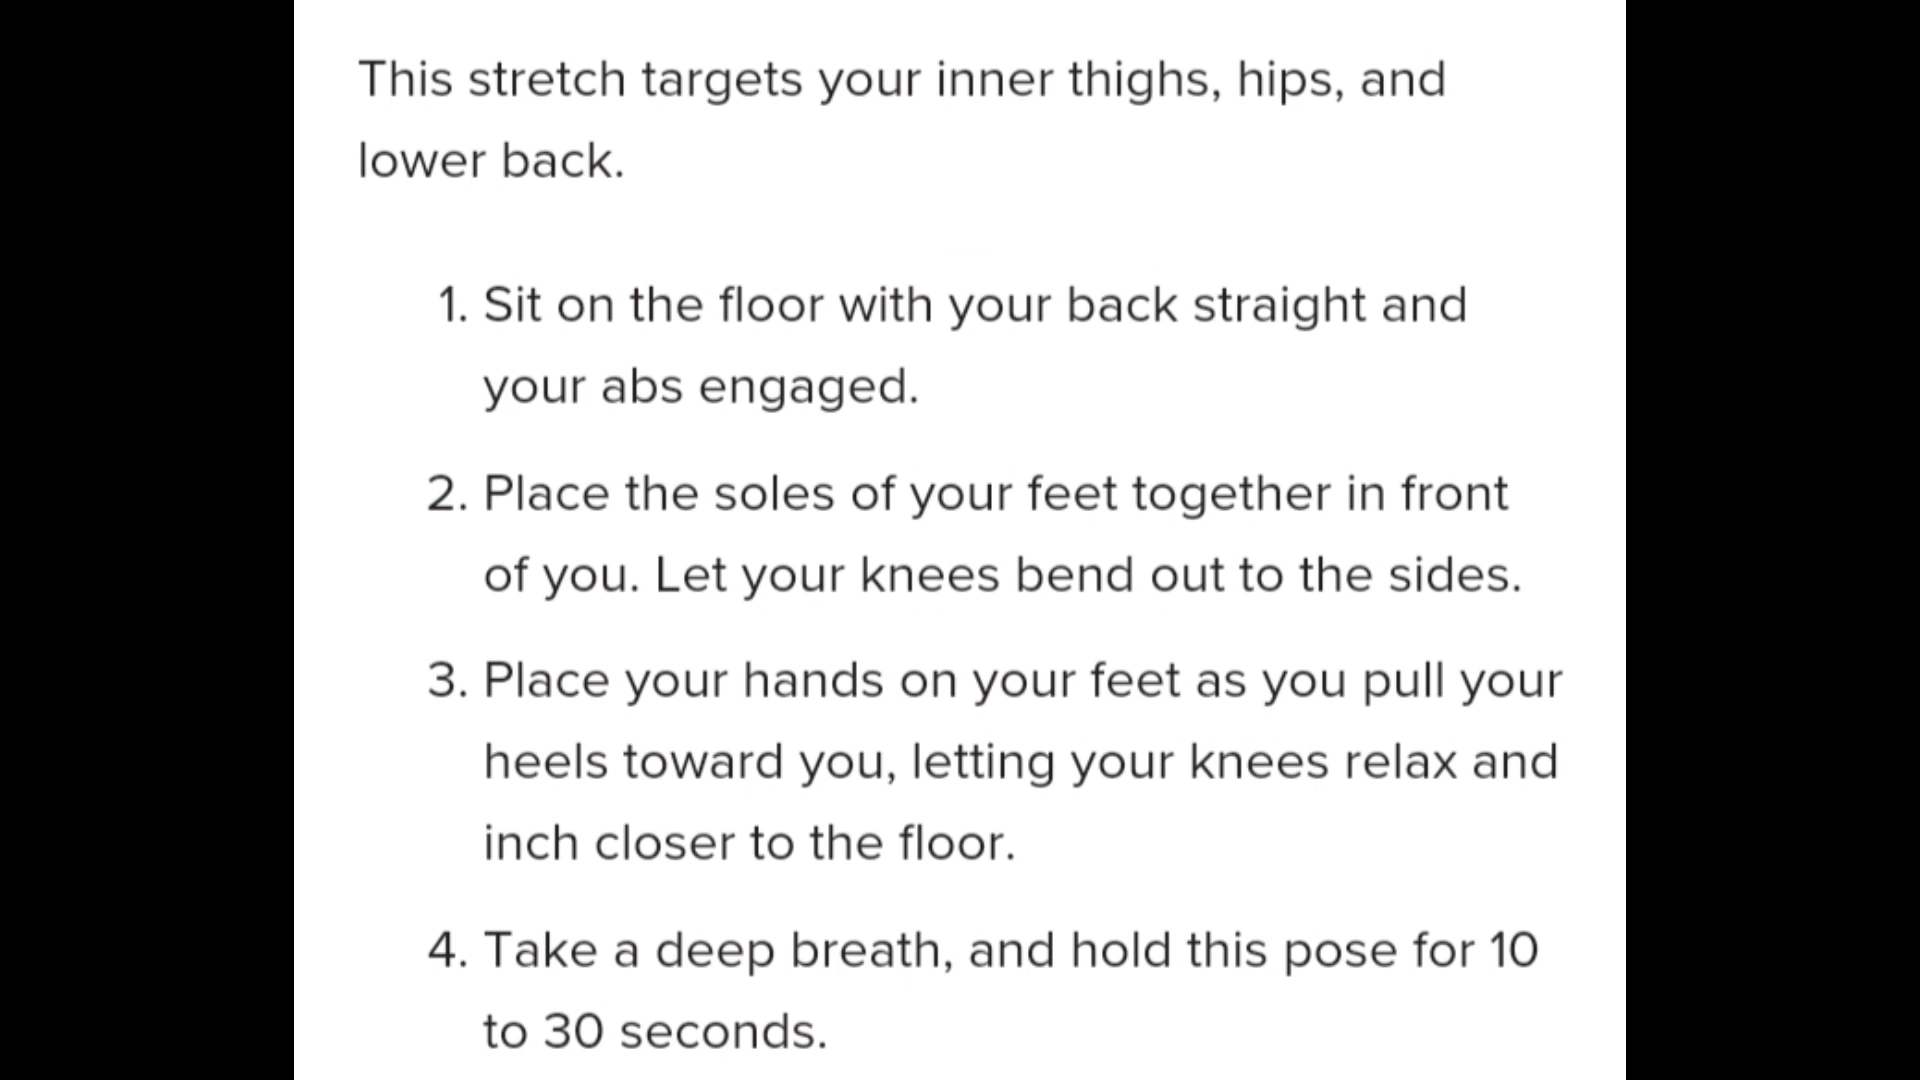 This stretch targets your inner thighs, hips, and
lower back.
1. Sit on the floor with your back straight and
your abs engaged.
2. Place the soles of your feet together in front
of you. Let your knees bend out to the sides.
3. Place your hands on your feet as you pull your
heels toward you, letting your knees relax and
inch closer to the floor.
4. Take a deep breath, and hold this pose for 10
to 30 seconds.